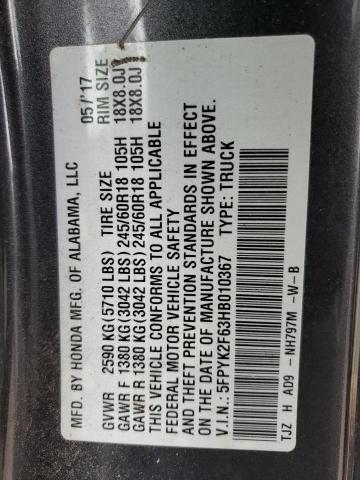 MFD. BY HONDA MFG. OF ALABAMA, LLC 05/'17
GVWR 2590 KG(5710 LBS) TIRE SIZE RIM SIZE
GAWR F 1380 KG(3042 LBS) 245/60R18 105H 18X8.0J
GAWR R 1380 KG(3042 LBS) 245/60R18 105H 18X8.0J
THIS VEHICLE CONFORMS TO ALL APPLICABLE
FEDERAL MOTOR VEHICLE SAFETY
AND THEFT PREVENTION STANDARDS IN EFFECT
ON THE DATE OF MANUFACTURE SHOWN ABOVE.
V.I.N.: 5FPYK2F63HB010367 TYPE: TRUCK
TJZ H AD9 - NH797M -W-B